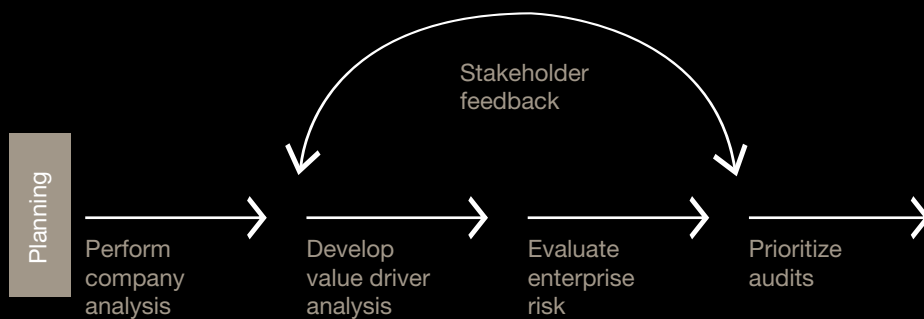 Stakeholder
feedback
Planning
Perform
company
analysis
Develop
value driver
analysis
Evaluate
enterprise
risk
Prioritize
audits